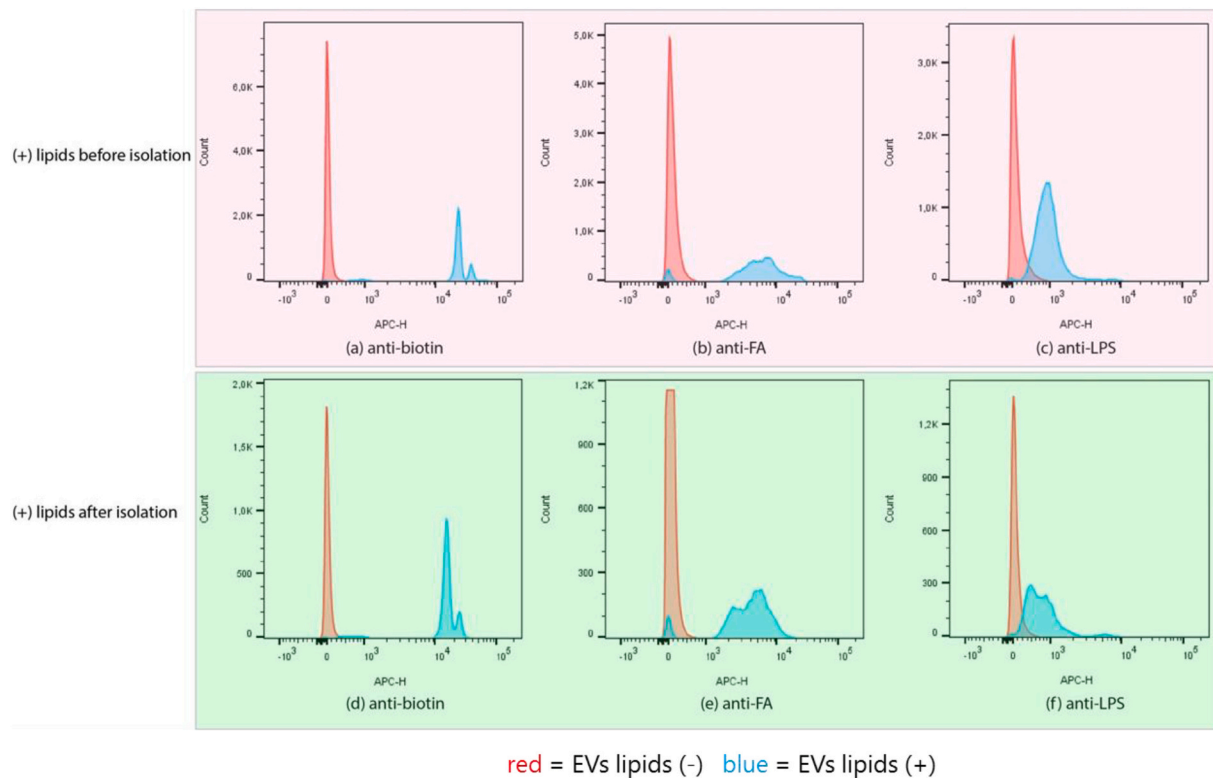 6,0K
4,0K
2,0K
0
Count
-10³ 0 10³ 10⁴ 10⁵
APC-H
(a) anti-biotin
5,0K
4,0K
3,0K
2,0K
1,0K
0
Count
-10³ 0 10³ 10⁴ 10⁵
APC-H
(b) anti-FA
3,0K
2,0K
1,0K
0
Count
-10³ 0 10³ 10⁴ 10⁵
APC-H
(c) anti-LPS
(+) lipids before isolation
2,0K
1,5K
1,0K
500
0
Count
-10³ 0 10³ 10⁴ 10⁵
APC-H
(d) anti-biotin
1,2K
900
600
300
0
Count
-10³ 0 10³ 10⁴ 10⁵
APC-H
(e) anti-FA
1,2K
900
600
300
0
Count
-10³ 0 10³ 10⁴ 10⁵
APC-H
(f) anti-LPS
(+) lipids after isolation
red = EVs lipids (-) blue = EVs lipids (+)